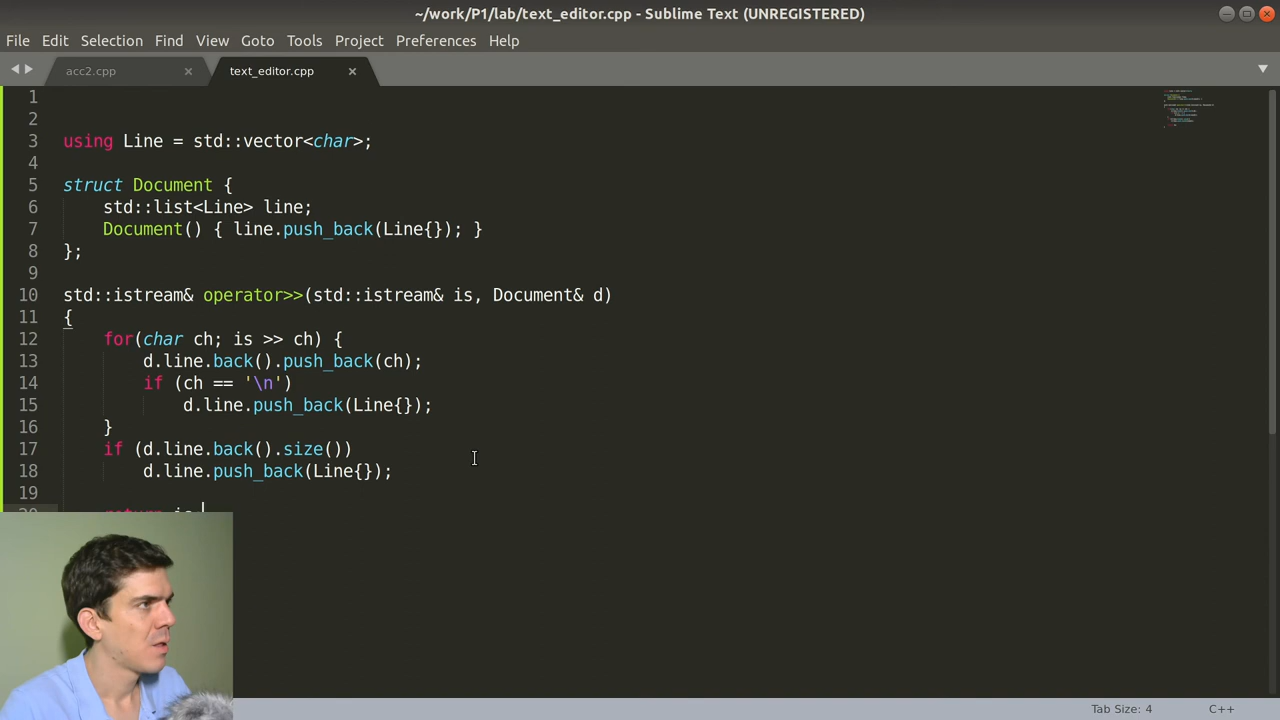 ~/work/P1/lab/text_editor.cpp - Sublime Text (UNREGISTERED)
File Edit Selection Find View Goto Tools Project Preferences Help
acc2.cpp × text_editor.cpp ×
1
2
3 using Line = std::vector<char>;
4
5 struct Document {
6 std::list<Line> line;
7 Document() { line.push_back(Line{}); }
8 };
9
10 std::istream& operator>>(std::istream& is, Document& d)
11 {
12 for(char ch; is >> ch) {
13 d.line.back().push_back(ch);
14 if (ch == '\n')
15 d.line.push_back(Line{});
16 }
17 if (d.line.back().size())
18 d.line.push_back(Line{});
19
20 return is
Tab Size: 4 C++